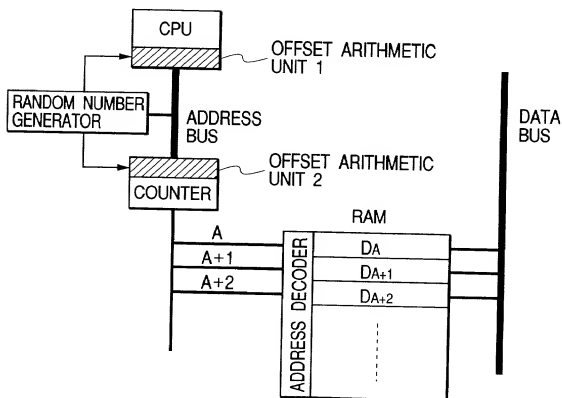 CPU
OFFSET ARITHMETIC
UNIT 1
RANDOM NUMBER
GENERATOR
ADDRESS
BUS
DATA
BUS
OFFSET ARITHMETIC
UNIT 2
COUNTER
RAM
A
A+1
A+2
ADDRESS DECODER
DA
DA+1
DA+2